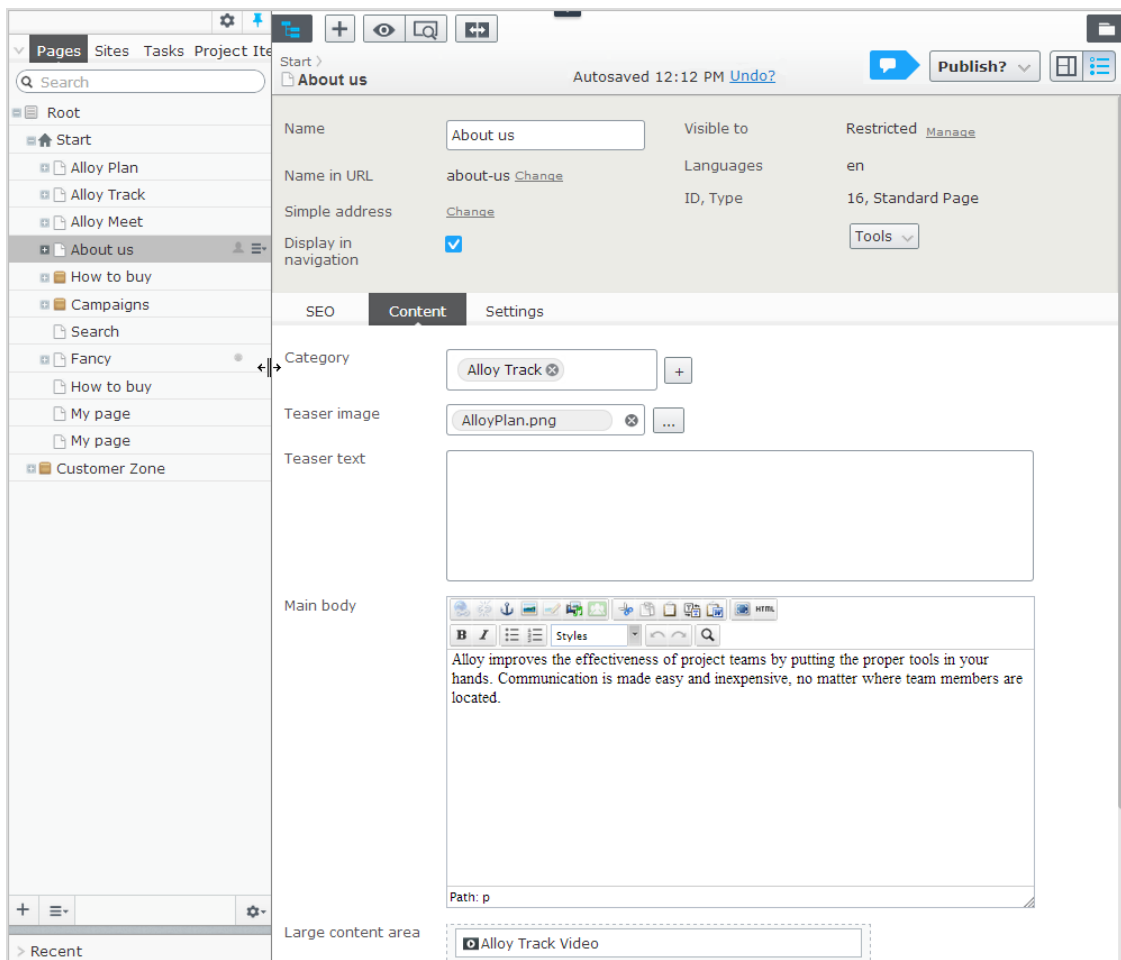 Pages Sites Tasks Project Ite
Search
Root
Start
Alloy Plan
Alloy Track
Alloy Meet
About us
How to buy
Campaigns
Search
Fancy
How to buy
My page
My page
Customer Zone
Recent
Start
About us
Autosaved 12:12 PM Undo?
Publish?
Name
About us
Name in URL
about-us Change
Simple address
Change
Display in
navigation
Visible to
Restricted Manage
Languages
en
ID, Type
16, Standard Page
Tools
SEO Content Settings
Category
Alloy Track
+
Teaser image
AlloyPlan.png
...
Teaser text
Main body
HTML
B I Styles
Alloy improves the effectiveness of project teams by putting the proper tools in your
hands. Communication is made easy and inexpensive, no matter where team members are
located.
Path: p
Large content area
Alloy Track Video